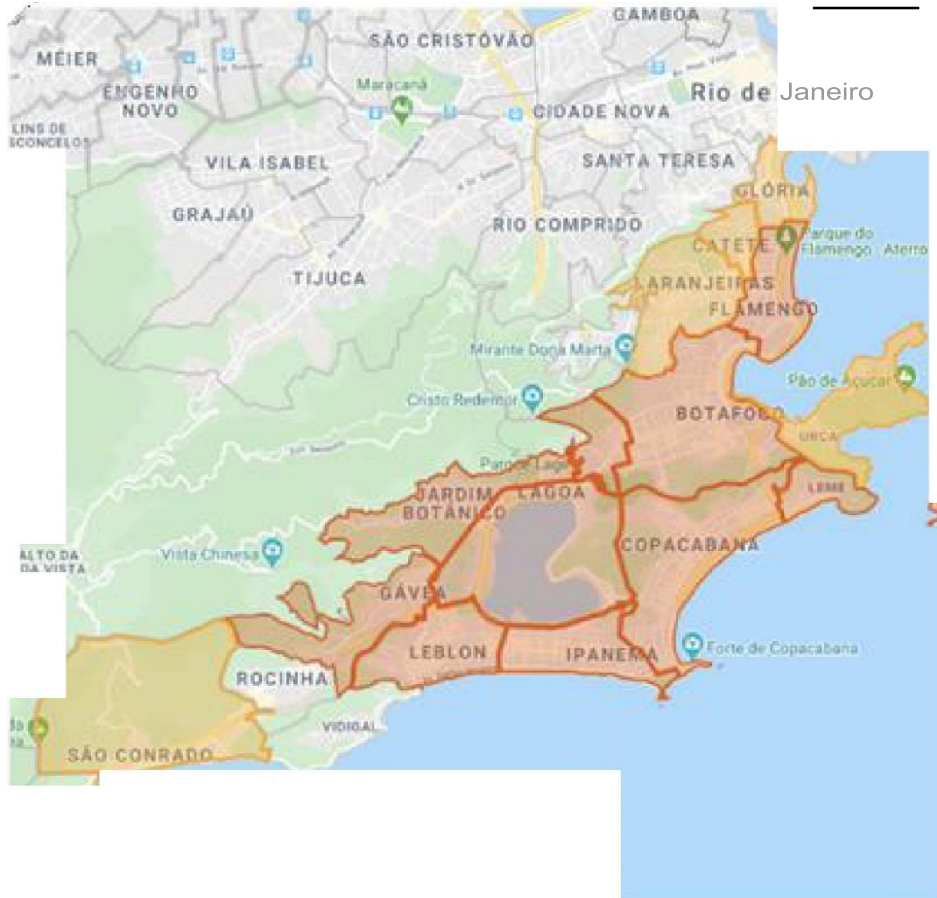 GAMBOA
SÃO CRISTÓVÃO
MÉIER
Maracanã
ENGENHO
NOVO
Rio de Janeiro
CIDADE NOVA
LINS DE
SCONCELOS
VILA ISABEL
SANTA TERESA
GLÓRIA
GRAJAÚ
RIO COMPRIDO
Parque do
Flamengo Aterro
CATETE
TIJUCA
LARANJEIRAS
FLAMENGO
Mirante Dona Marta
Pão de Açucar
Cristo Redentor
BOTAFOGO
URCA
Parque Lage
JARDIM
BOTÂNICO
LAGOA
LEME
ALTO DA
DA VISTA
Vista Chinesa
COPACABANA
GÁVEA
LEBLON
IPANEMA
Forte de Copacabana
ROCINHA
VIDIGAL
SÃO CONRADO